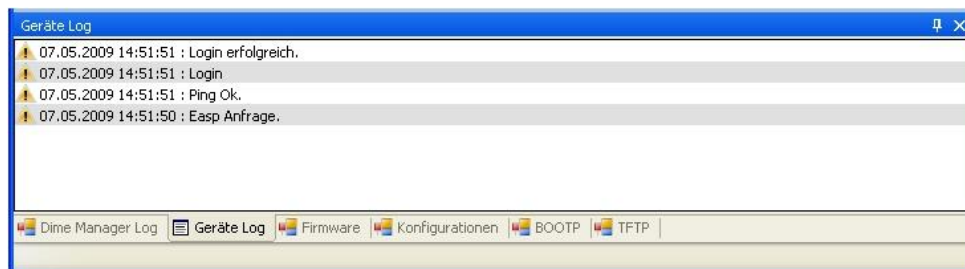 Geräte Log
07.05.2009 14:51:51 : Login erfolgreich.
07.05.2009 14:51:51 : Login
07.05.2009 14:51:51 : Ping Ok.
07.05.2009 14:51:50 : Easp Anfrage.
Dime Manager Log Geräte Log Firmware Konfigurationen BOOTP TFTP